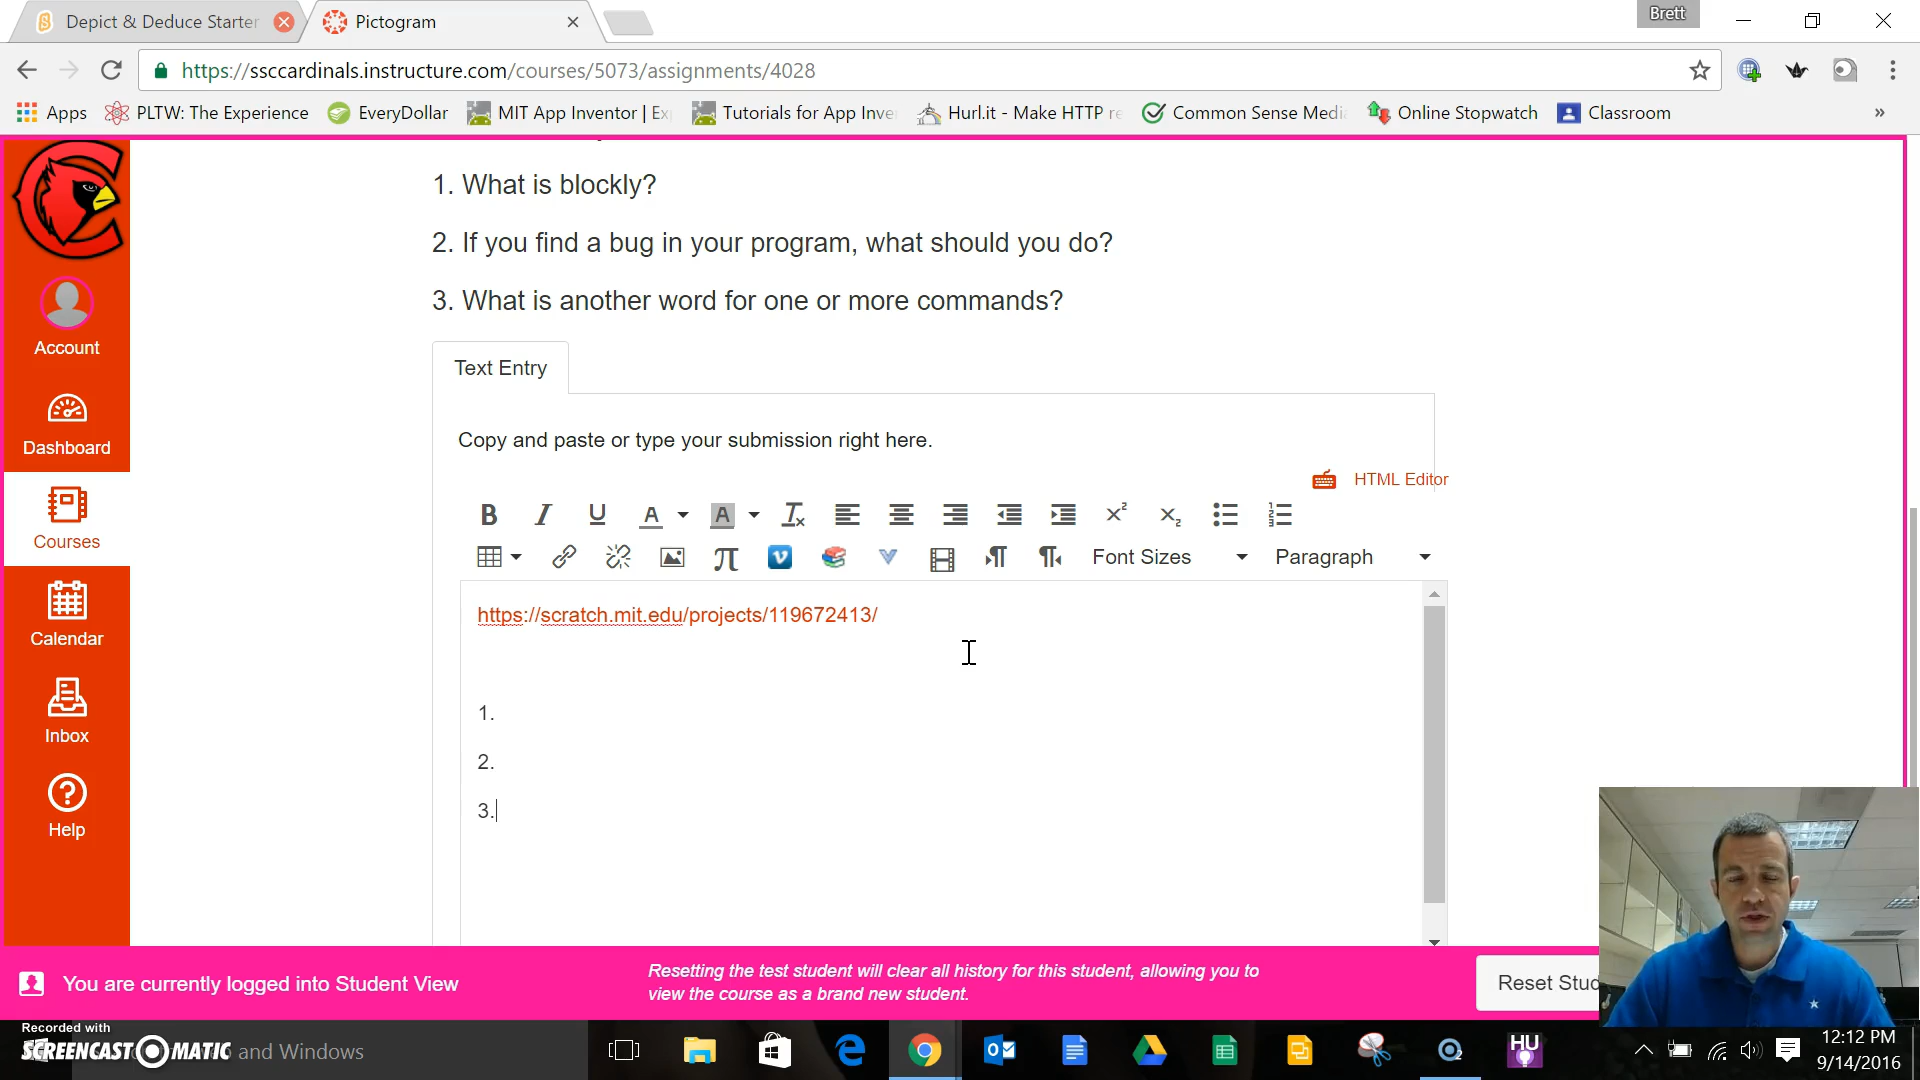 Depict & Deduce Starter
Pictogram
Brett
https://ssccardinals.instructure.com/courses/5073/assignments/4028
Apps
PLTW: The Experience
EveryDollar
MIT App Inventor | Ex
Tutorials for App Inve
Hurl.it - Make HTTP re
Common Sense Media
Online Stopwatch
Classroom
»
1. What is blockly?
2. If you find a bug in your program, what should you do?
3. What is another word for one or more commands?
Account
Dashboard
Courses
Calendar
Inbox
Help
Text Entry
Copy and paste or type your submission right here.
HTML Editor
Font Sizes
Paragraph
https://scratch.mit.edu/projects/119672413/
1.
2.
3.
You are currently logged into Student View
Resetting the test student will clear all history for this student, allowing you to
view the course as a brand new student.
Reset Stud
Recorded with
SCREENCAST-O-MATIC
and Windows
HU
12:12 PM
9/14/2016